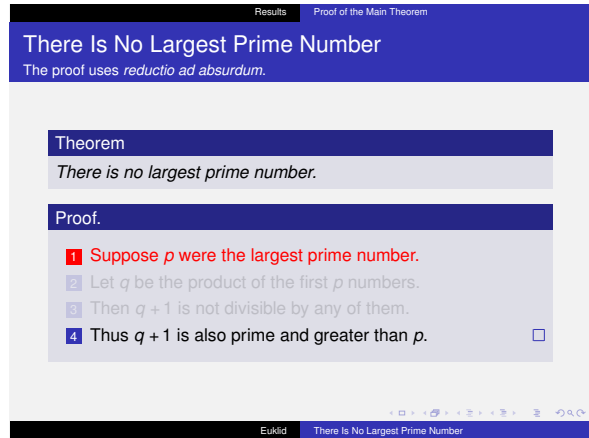 Results Proof of the Main Theorem
There Is No Largest Prime Number
The proof uses reductio ad absurdum.
Theorem
There is no largest prime number.
Proof.
1 Suppose p were the largest prime number.
2 Let q be the product of the first p numbers.
3 Then q + 1 is not divisible by any of them.
4 Thus q + 1 is also prime and greater than p.
Euklid There Is No Largest Prime Number